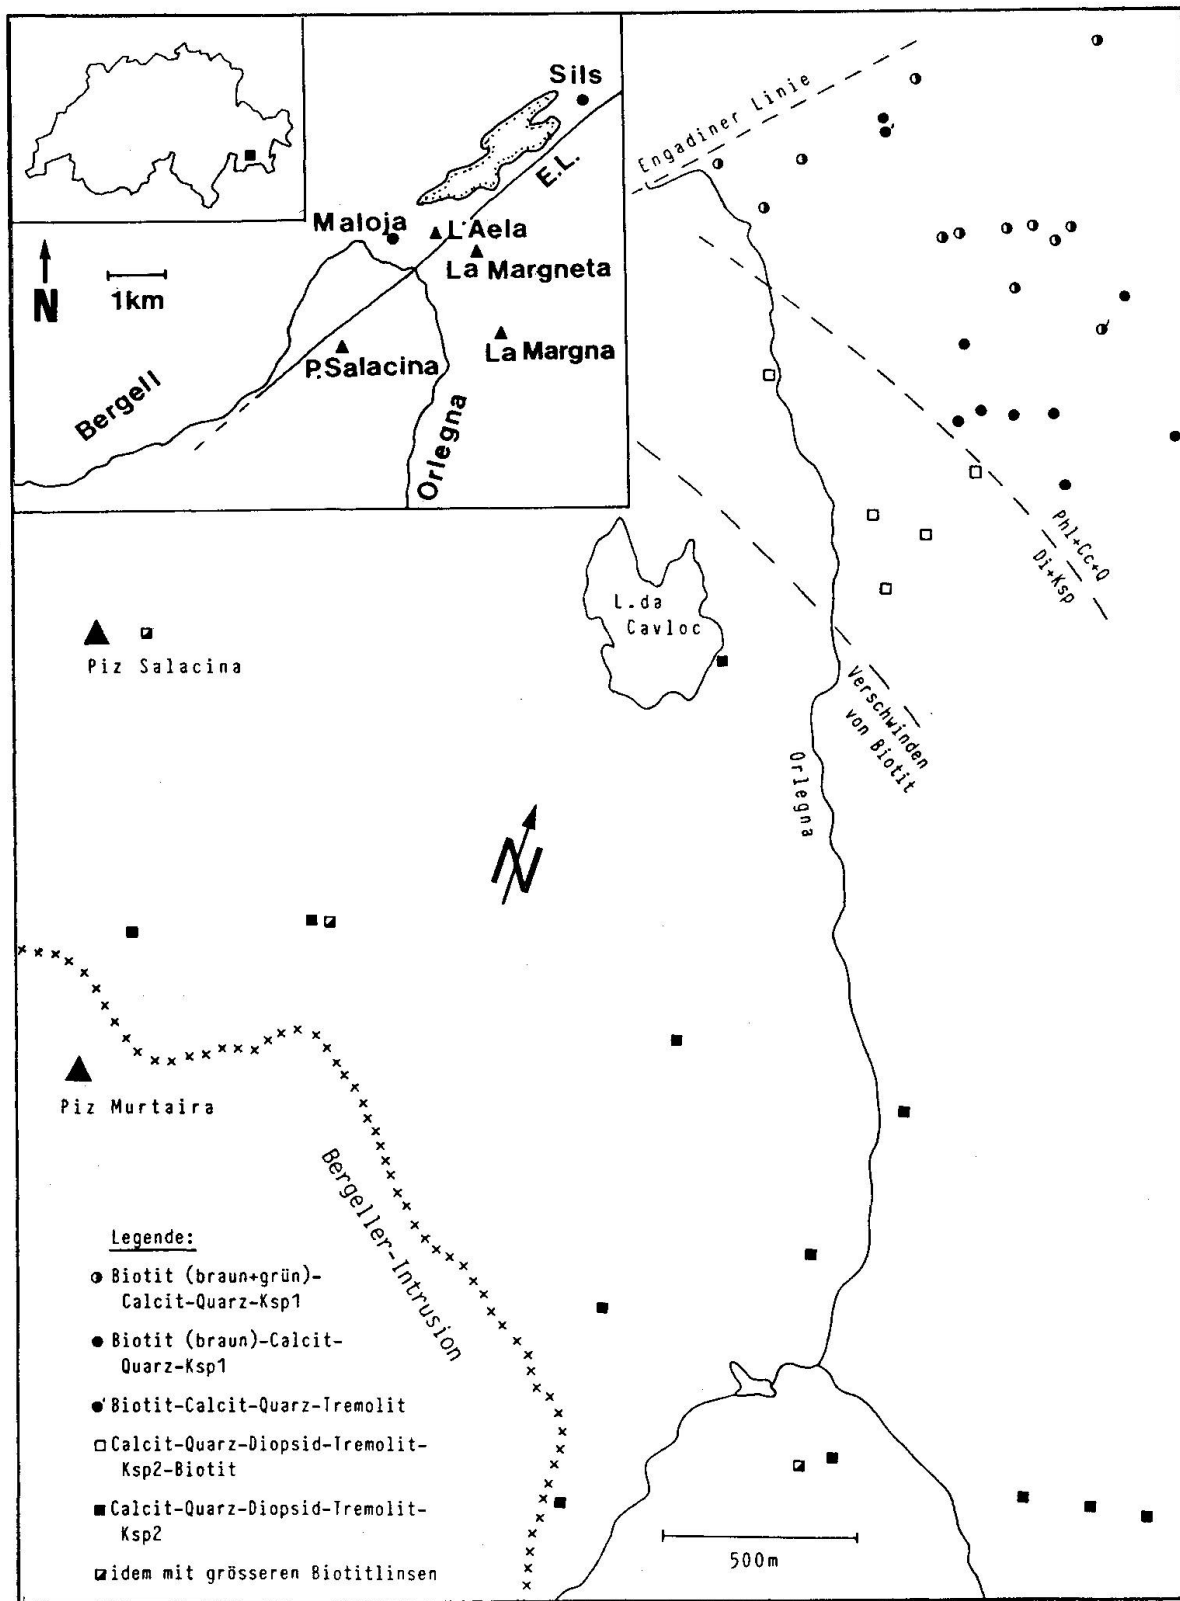 Sils
E.L.
Maloja
L'Aela
La Margneta
N
1km
La Margna
P.Salacina
Bergell
Orlegna
Engadiner Linie
Phl+Cc+Q
Di+Ksp
L.da
Cavloc
Piz Salacina
Verschwinden
von Biotit
Orlegna
N
Piz Murtaira
Bergeller-Intrusion
Legende:
Biotit (braun+grün)-
Calcit-Quarz-Ksp1
Biotit (braun)-Calcit-
Quarz-Ksp1
Biotit-Calcit-Quarz-Tremolit
Calcit-Quarz-Diopsid-Tremolit-
Ksp2-Biotit
Calcit-Quarz-Diopsid-Tremolit-
Ksp2
idem mit grösseren Biotitlinsen
500m